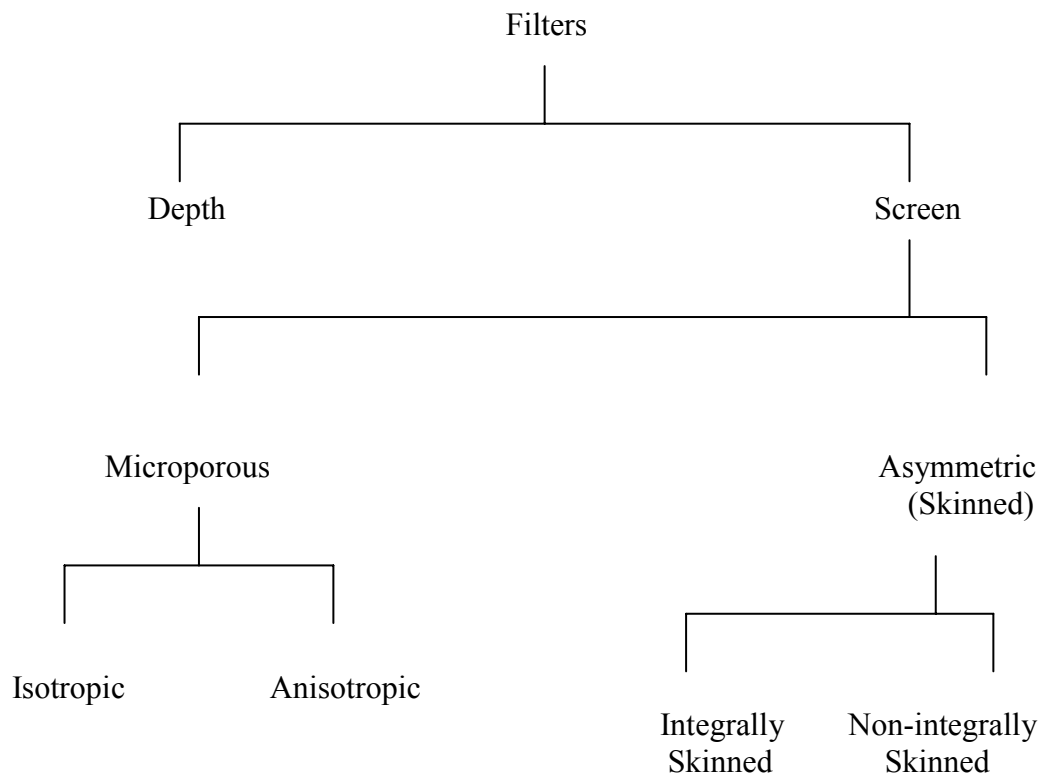 Filters
Depth
Screen
Microporous
Asymmetric
(Skinned)
Isotropic
Anisotropic
Integrally
Skinned
Non-integrally
Skinned